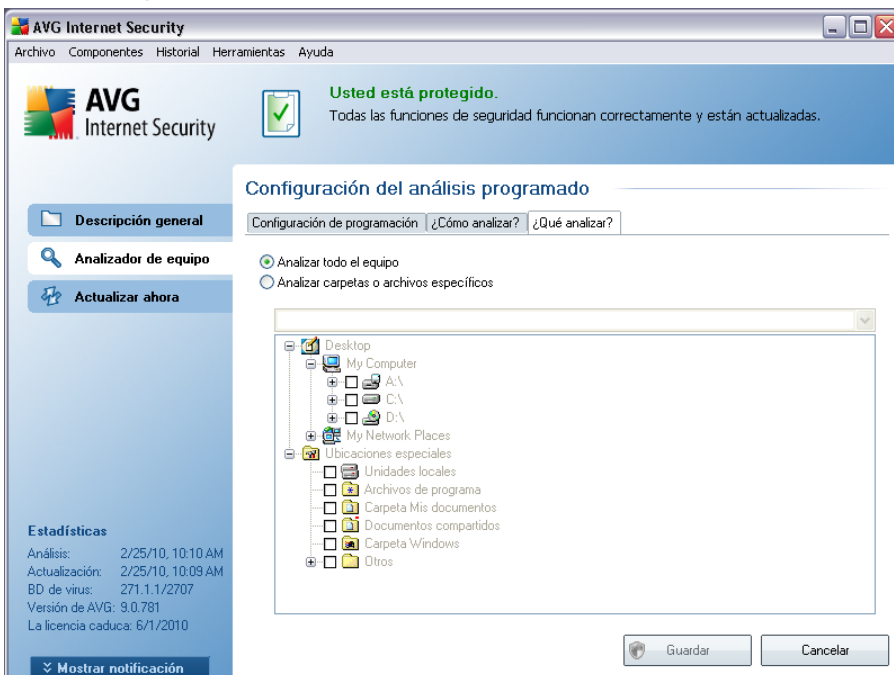 AVG Internet Security
Archivo Componentes Historial Herramientas Ayuda
AVG
Internet Security
Usted está protegido.
Todas las funciones de seguridad funcionan correctamente y están actualizadas.
Configuración del análisis programado
Descripción general
Analizador de equipo
Actualizar ahora
Configuración de programación ¿Cómo analizar? ¿Qué analizar?
Analizar todo el equipo
Analizar carpetas o archivos específicos
Desktop
My Computer
A:\
C:\
D:\
My Network Places
Ubicaciones especiales
Unidades locales
Archivos de programa
Carpeta Mis documentos
Documentos compartidos
Carpeta Windows
Otros
Estadísticas
Análisis: 2/25/10, 10:10 AM
Actualización: 2/25/10, 10:09 AM
BD de virus: 271.1.1/2707
Versión de AVG: 9.0.781
La licencia caduca: 6/1/2010
Mostrar notificación
Guardar Cancelar